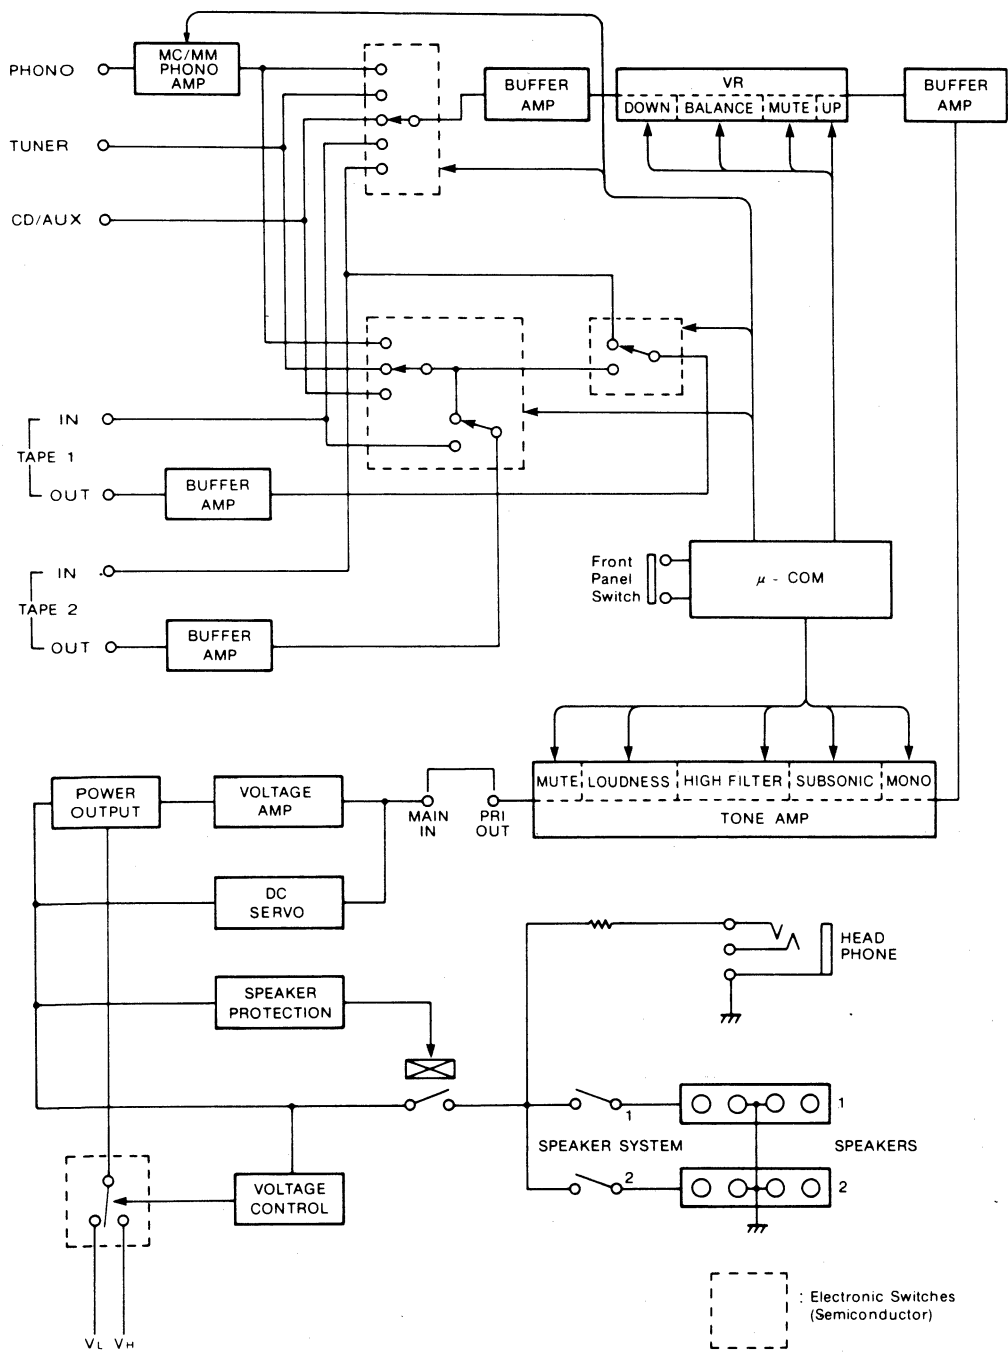 MC/MM
PHONO
AMP
PHONO
TUNER
CD/AUX
BUFFER
AMP
VR
DOWN
BALANCE
MUTE
UP
BUFFER
AMP
IN
TAPE 1
OUT
BUFFER
AMP
IN
TAPE 2
OUT
BUFFER
AMP
Front
Panel
Switch
μ - COM
POWER
OUTPUT
VOLTAGE
AMP
MAIN
IN
PRI
OUT
MUTE
LOUDNESS
HIGH FILTER
SUBSONIC
MONO
TONE AMP
DC
SERVO
HEAD
PHONE
SPEAKER
PROTECTION
1
1
SPEAKER SYSTEM
SPEAKERS
2
2
VOLTAGE
CONTROL
VL
VH
: Electronic Switches
(Semiconductor)